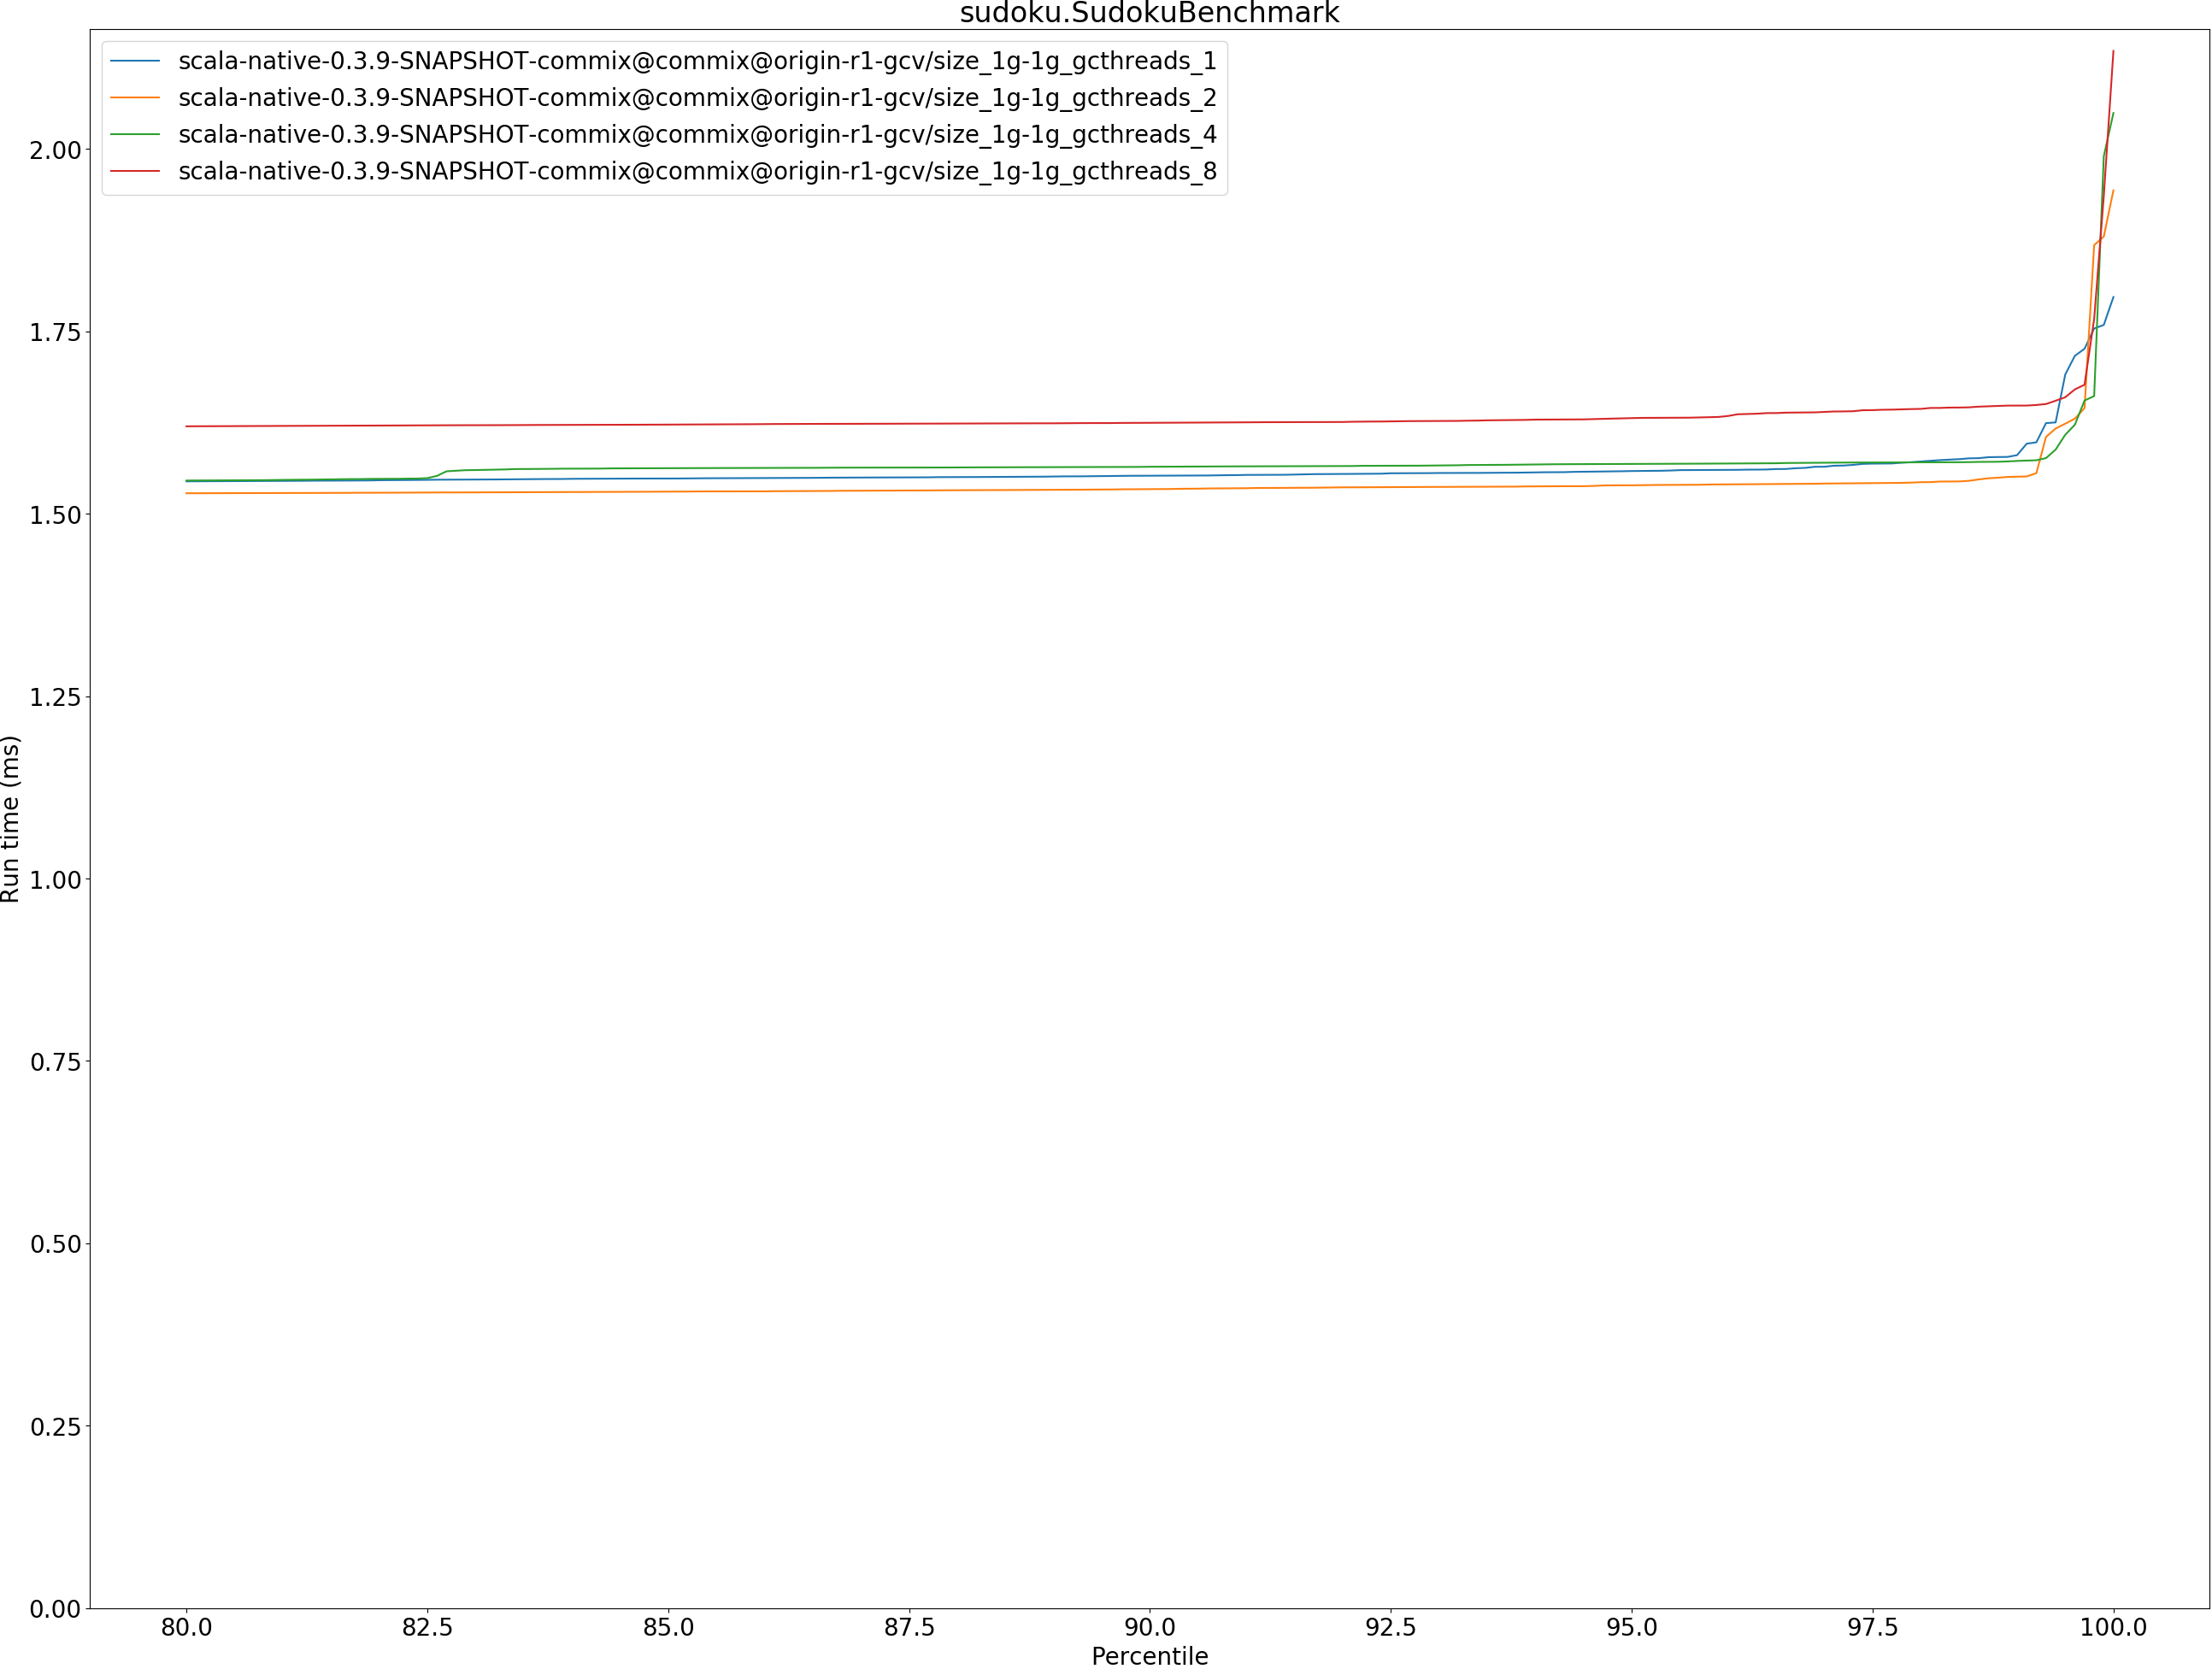 sudoku.SudokuBenchmark
scala-native-0.3.9-SNAPSHOT-commix@commix@origin-r1-gcv/size_1g-1g_gcthreads_1
scala-native-0.3.9-SNAPSHOT-commix@commix@origin-r1-gcv/size_1g-1g_gcthreads_2
scala-native-0.3.9-SNAPSHOT-commix@commix@origin-r1-gcv/size_1g-1g_gcthreads_4
scala-native-0.3.9-SNAPSHOT-commix@commix@origin-r1-gcv/size_1g-1g_gcthreads_8
2.00
1.75
1.50
1.25
1.00
0.75
0.50
0.25
0.00
Run time (ms)
80.0 82.5 85.0 87.5 90.0 92.5 95.0 97.5 100.0
Percentile